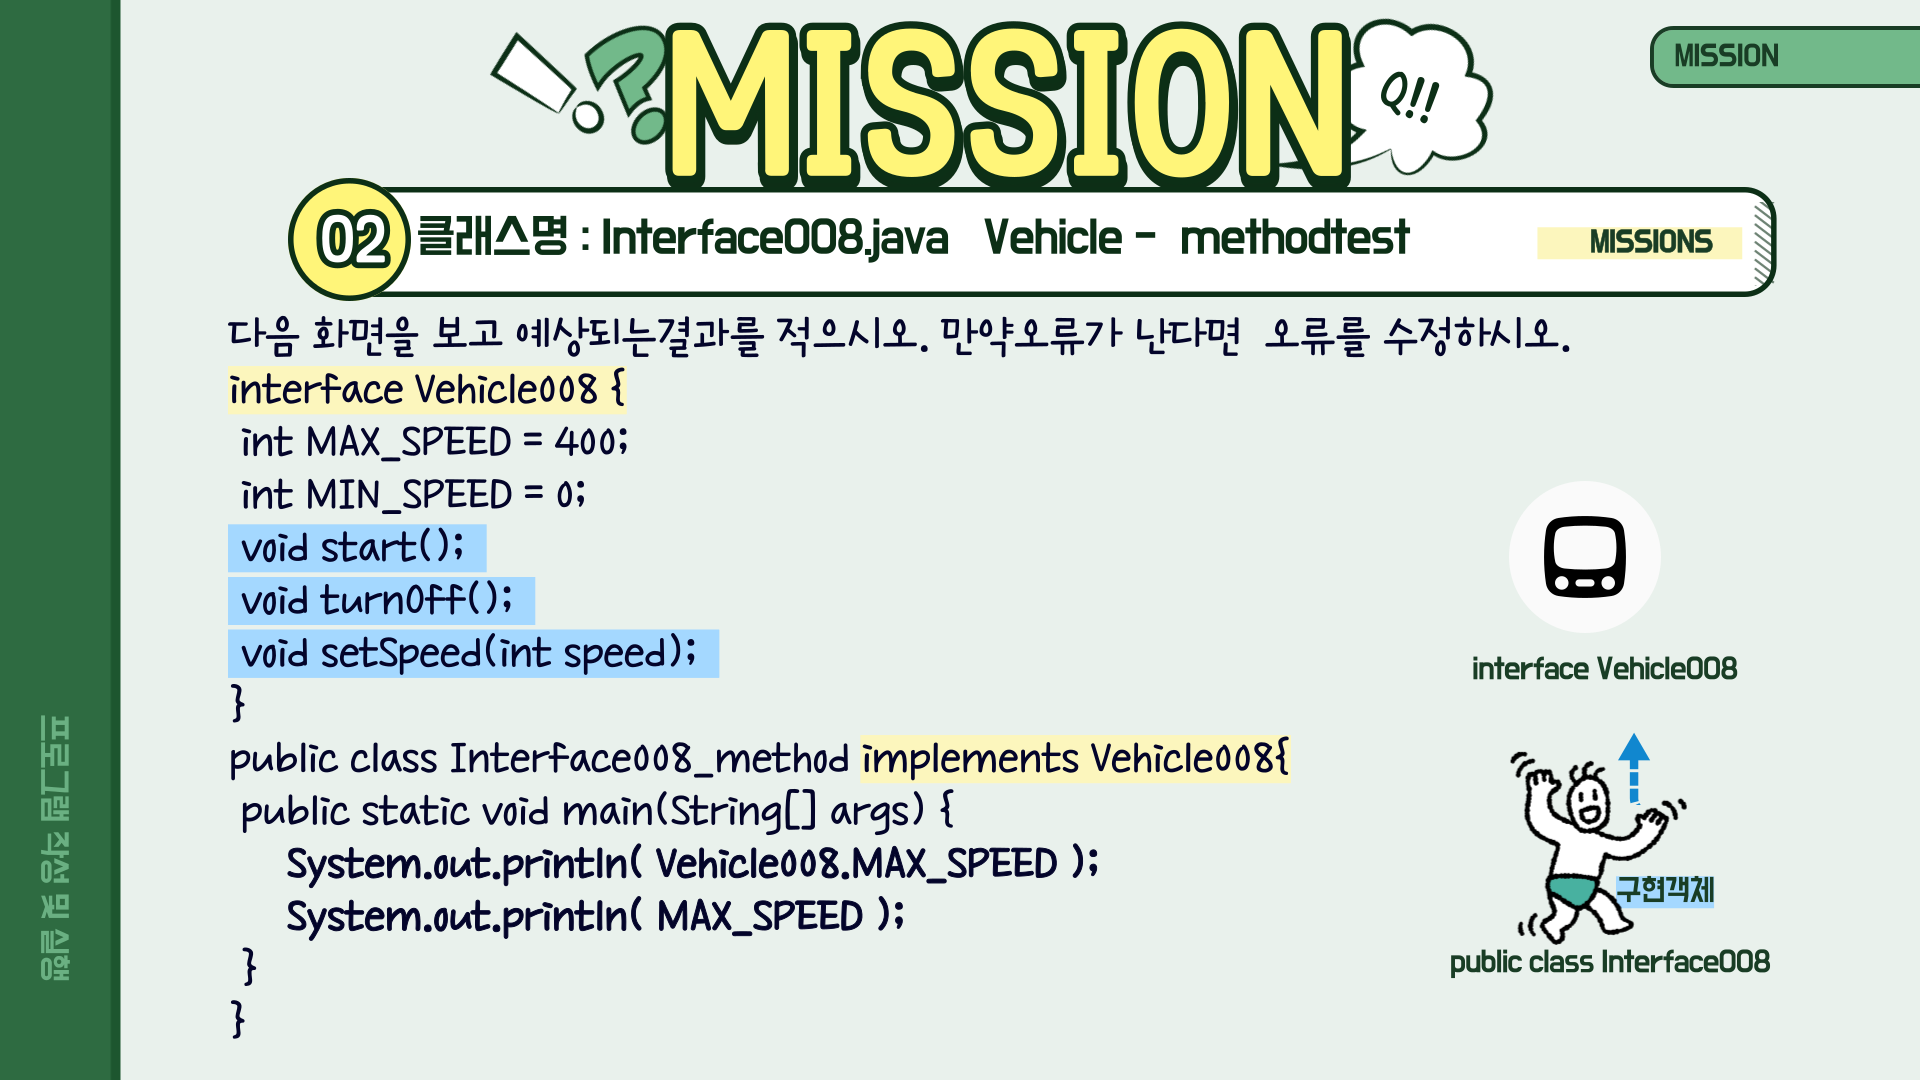 MISSION
Q!!
MISSION
02 클래스명 : Interface008.java Vehicle - methodtest
MISSIONS
다음 화면을 보고 예상되는결과를 적으시오. 만약오류가 난다면 오류를 수정하시오.
interface Vehicle008 {
int MAX_SPEED = 400;
int MIN_SPEED = 0;
void start();
void turnOff();
void setSpeed(int speed);
}
public class Interface008_method implements Vehicle008{
public static void main(String[] args) {
System.out.println( Vehicle008.MAX_SPEED );
System.out.println( MAX_SPEED );
}
}
interface Vehicle008
구현객체
public class Interface008
프로그램 작성 및 실행